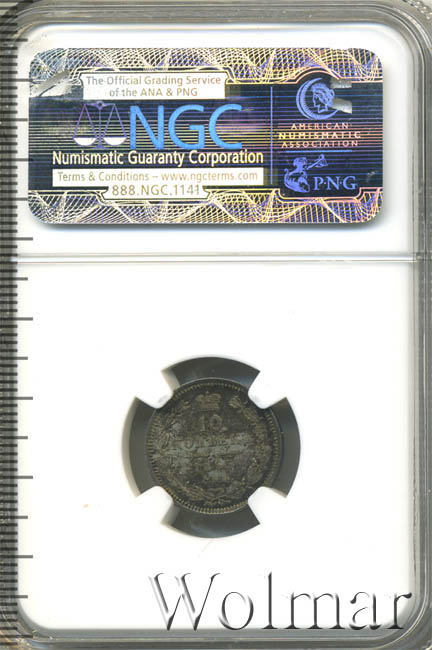 The Official Grading Service
of the ANA & PNG
NGC
Numismatic Guaranty Corporation
Terms & Conditions – www.ngcterms.com
888.NGC.1141
AMERICAN
NUMISMATIC
ASSOCIATION
PNG
10
Wolmar